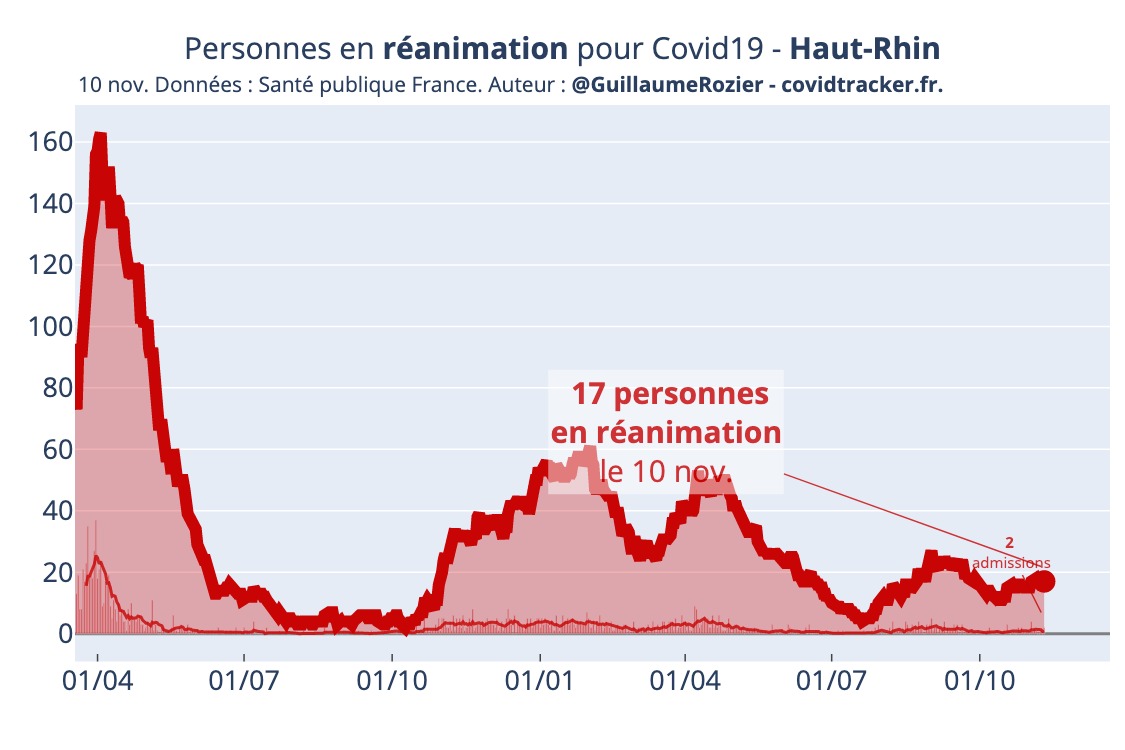 Personnes en réanimation pour Covid19 - Haut-Rhin
10 nov. Données : Santé publique France. Auteur : @GuillaumeRozier - covidtracker.fr.
160
140
120
100
80
60
40
20
0
17 personnes
en réanimation
le 10 nov.
2
admissions
01/04
01/07
01/10
01/01
01/04
01/07
01/10